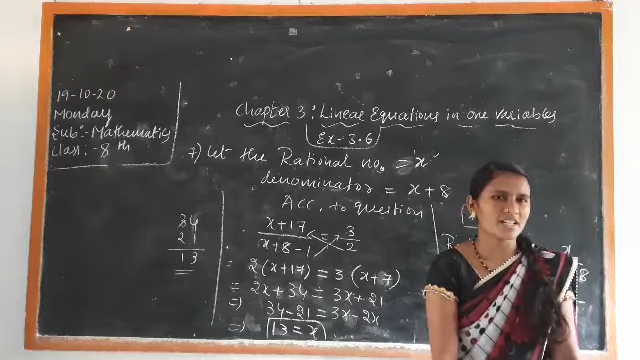 19-10-20
Monday
Sub:- Mathematics
Class:- 8th
Chapter 3: Lineae Equations in one variables
Ex-3.6
7) let the Rational no. = x
denominator = x+8
Acc. to question
x+17 / x+8-1 = 3/2
= 2(x+17) = 3(x+7)
= 2x+34 = 3x+21
=) 34-21 = 3x-2x
=) 13 = x
34
21
13